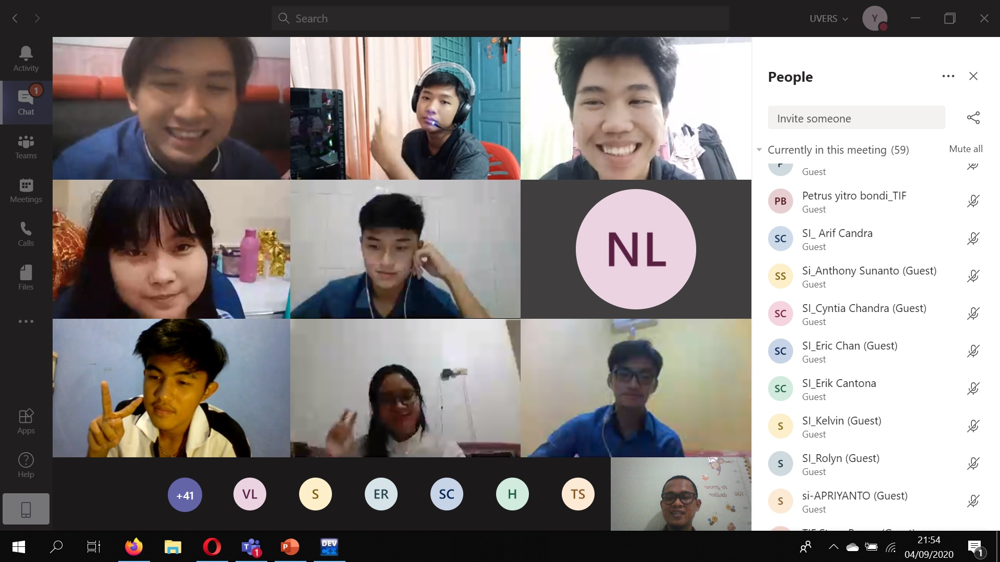 Search
UVERS
Y
Activity
1
Chat
Teams
Meetings
Calls
Files
Apps
Help
NL
+41
VL
S
ER
SC
H
TS
People
Invite someone
Currently in this meeting (59)
Mute all
Guest
PB
Petrus yitro bondi_TIF
Guest
SC
SI_ Arif Candra
Guest
SS
Si_Anthony Sunanto (Guest)
Guest
SC
SI_Cyntia Chandra (Guest)
Guest
SC
SI_Eric Chan (Guest)
Guest
SC
SI_Erik Cantona
Guest
S
SI_Kelvin (Guest)
Guest
S
SI_Rolyn (Guest)
Guest
S
si-APRIYANTO (Guest)
Guest
T
1
P
DEV
C++
21:54
04/09/2020
1